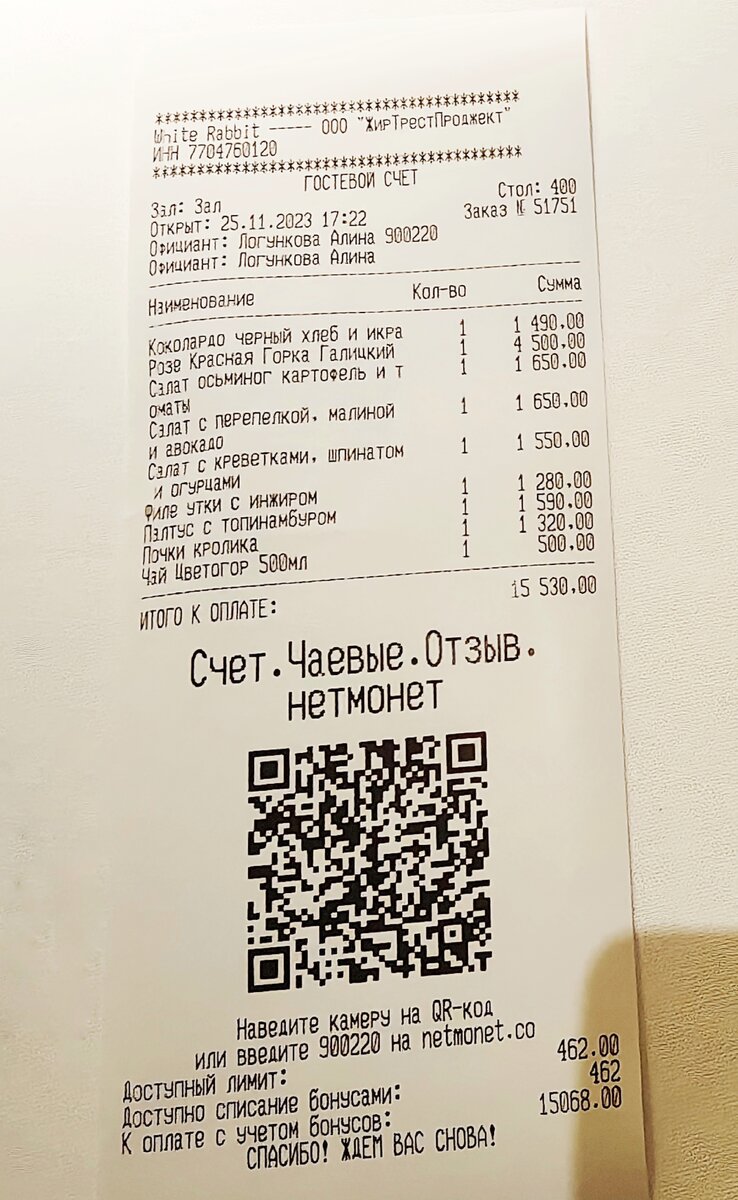 ****************************************
White Rabbit ----- ООО "ЖирТрестПроджект"
ИНН 7704760120
****************************************
ГОСТЕВОЙ СЧЕТ
Зал: Зал Стол: 400
Открыт: 25.11.2023 17:22 Заказ № 51751
Официант: Логункова Алина 900220
Официант: Логункова Алина
Наименование Кол-во Сумма
Коколардо черный хлеб и икра 1 1 490.00
Розе Красная Горка Галицкий 1 4 500.00
Салат осьминог картофель и т 1 1 650.00
оматы
Салат с перепелкой, малиной 1 1 650.00
и авокадо
Салат с креветками, шпинатом 1 1 550.00
и огурцами
Филе утки с инжиром 1 1 280.00
Палтус с топинамбуром 1 1 590.00
Почки кролика 1 1 320.00
Чай Цветогор 500мл 1 500.00
ИТОГО К ОПЛАТЕ: 15 530.00
Счет.Чаевые.Отзыв.
нетмонет
Наведите камеру на QR-код
или введите 900220 на netmonet.co
Доступный лимит: 462.00
Доступно списание бонусами: 462
К оплате с учетом бонусов: 15068.00
СПАСИБО! ЖДЕМ ВАС СНОВА!